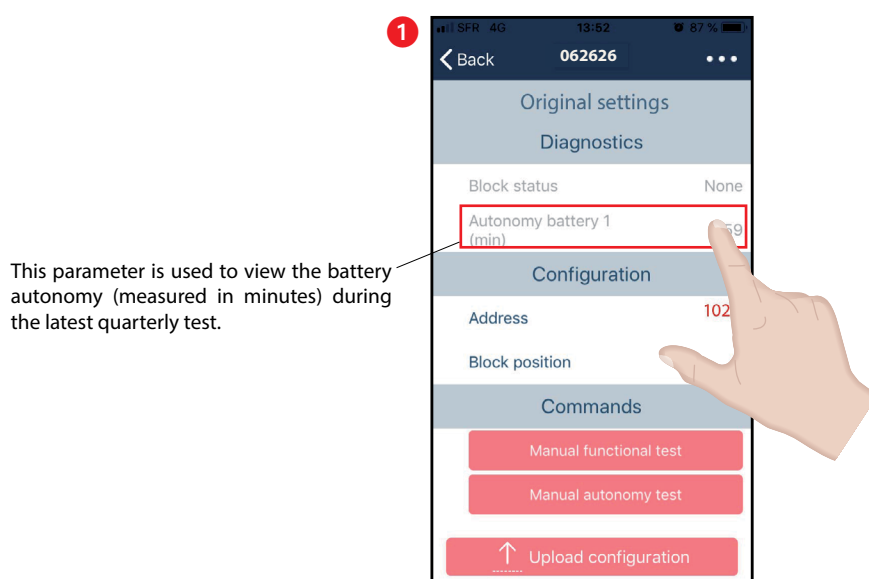 1
SFR 4G 13:52 87 %
Back 062626
Original settings
Diagnostics
Block status None
Autonomy battery 1
(min) 59
This parameter is used to view the battery
autonomy (measured in minutes) during
the latest quarterly test.
Configuration
Address 102
Block position
Commands
Manual functional test
Manual autonomy test
Upload configuration